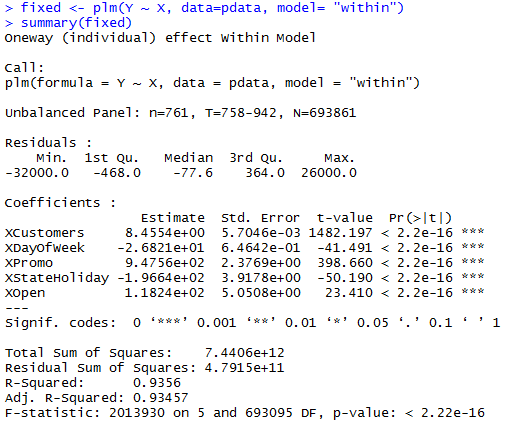 > fixed <- plm(Y ~ X, data=pdata, model= "within")
> summary(fixed)
Oneway (individual) effect Within Model

Call:
plm(formula = Y ~ X, data = pdata, model = "within")

Unbalanced Panel: n=761, T=758-942, N=693861

Residuals :
    Min.  1st Qu.   Median  3rd Qu.     Max.
-32000.0   -468.0    -77.6    364.0  26000.0

Coefficients :
                 Estimate  Std. Error  t-value  Pr(>|t|)
XCustomers      8.4554e+00  5.7046e-03 1482.197 < 2.2e-16 ***
XDayOfWeek     -2.6821e+01  6.4642e-01  -41.491 < 2.2e-16 ***
XPromo          9.4756e+02  2.3769e+00  398.660 < 2.2e-16 ***
XStateHoliday  -1.9664e+02  3.9178e+00  -50.190 < 2.2e-16 ***
XOpen           1.1824e+02  5.0508e+00   23.410 < 2.2e-16 ***
---
Signif. codes:  0 ‘***’ 0.001 ‘**’ 0.01 ‘*’ 0.05 ‘.’ 0.1 ‘ ’ 1

Total Sum of Squares:    7.4406e+12
Residual Sum of Squares: 4.7915e+11
R-Squared:      0.9356
Adj. R-Squared: 0.93457
F-statistic: 2013930 on 5 and 693095 DF, p-value: < 2.22e-16